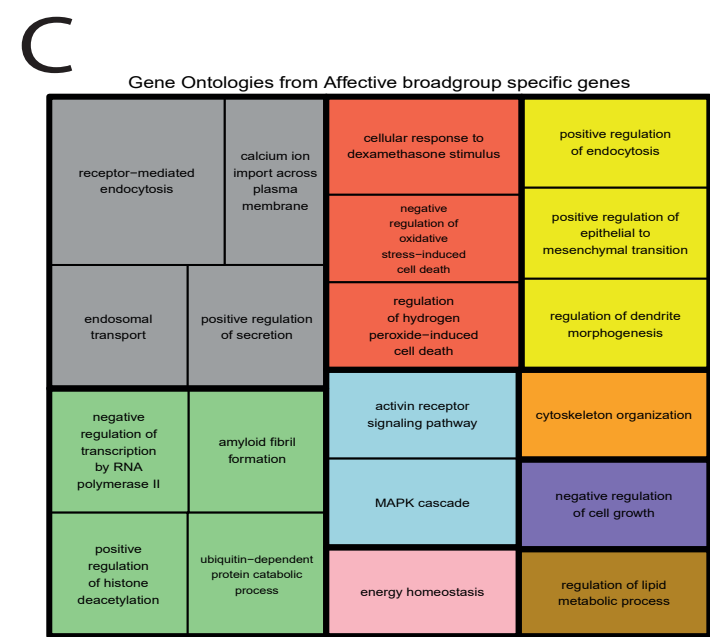 C
Gene Ontologies from Affective broadgroup specific genes
receptor−mediated
endocytosis
calcium ion
import across
plasma
membrane
endosomal
transport
positive regulation
of secretion
negative
regulation of
transcription
by RNA
polymerase II
amyloid fibril
formation
positive
regulation
of histone
deacetylation
ubiquitin−dependent
protein catabolic
process
cellular response to
dexamethasone stimulus
negative
regulation of
oxidative
stress−induced
cell death
regulation
of hydrogen
peroxide−induced
cell death
activin receptor
signaling pathway
MAPK cascade
energy homeostasis
positive regulation
of endocytosis
positive regulation of
epithelial to
mesenchymal transition
regulation of dendrite
morphogenesis
cytoskeleton organization
negative regulation
of cell growth
regulation of lipid
metabolic process